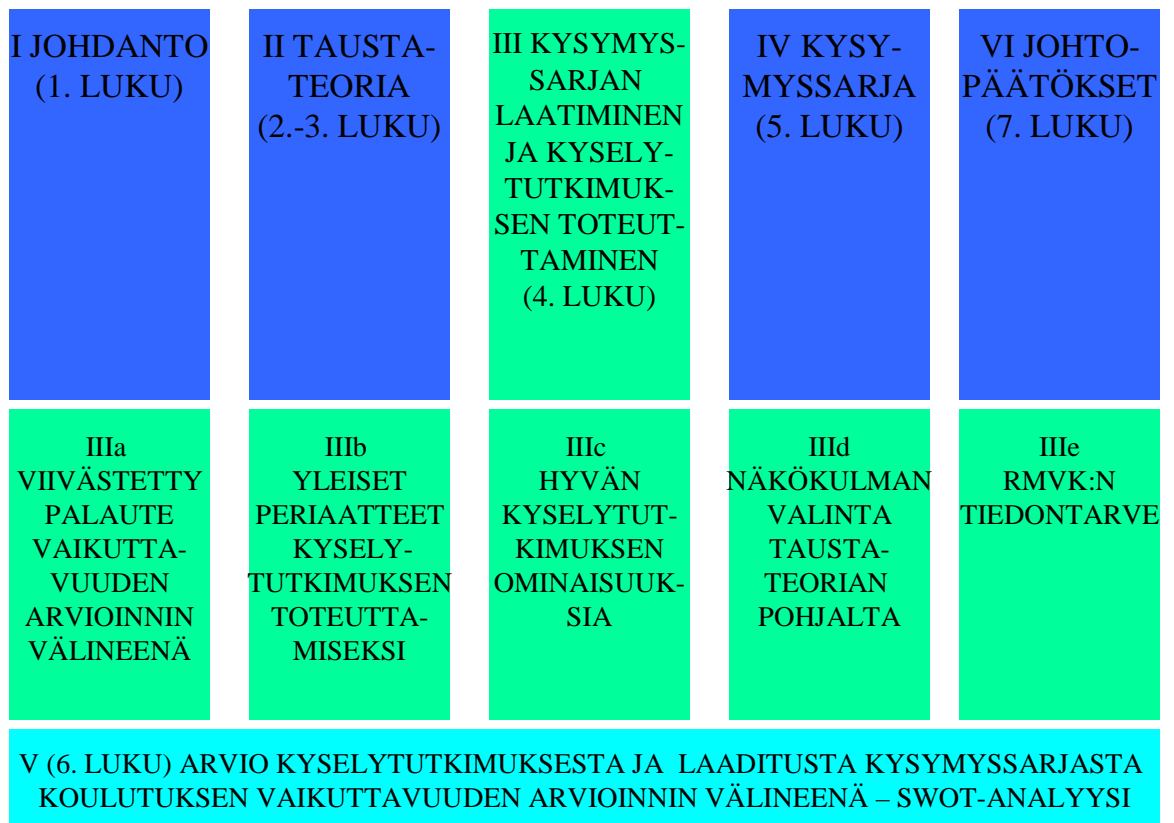 I JOHDANTO
(1. LUKU)
II TAUSTA-
TEORIA
(2.-3. LUKU)
III KYSYMYS-
SARJAN
LAATIMINEN
JA KYSELY-
TUTKIMUK-
SEN TOTEUT-
TAMINEN
(4. LUKU)
IV KYSY-
MYSSARJA
(5. LUKU)
VI JOHTO-
PÄÄTÖKSET
(7. LUKU)
IIIa
VIIVÄSTETTY
PALAUTE
VAIKUTTA-
VUUDEN
ARVIOINNIN
VÄLINEENÄ
IIIb
YLEISET
PERIAATTEET
KYSELY-
TUTKIMUKSEN
TOTEUTTA-
MISEKSI
IIIc
HYVÄN
KYSELYTUT-
KIMUKSEN
OMINAISUUK-
SIA
IIId
NÄKÖKULMAN
VALINTA
TAUSTA-
TEORIAN
POHJALTA
IIIe
RMVK:N
TIEDONTARVE
V (6. LUKU) ARVIO KYSELYTUTKIMUKSESTA JA LAADITUSTA KYSYMYSSARJASTA
KOULUTUKSEN VAIKUTTAVUUDEN ARVIOINNIN VÄLINEENÄ – SWOT-ANALYYSI